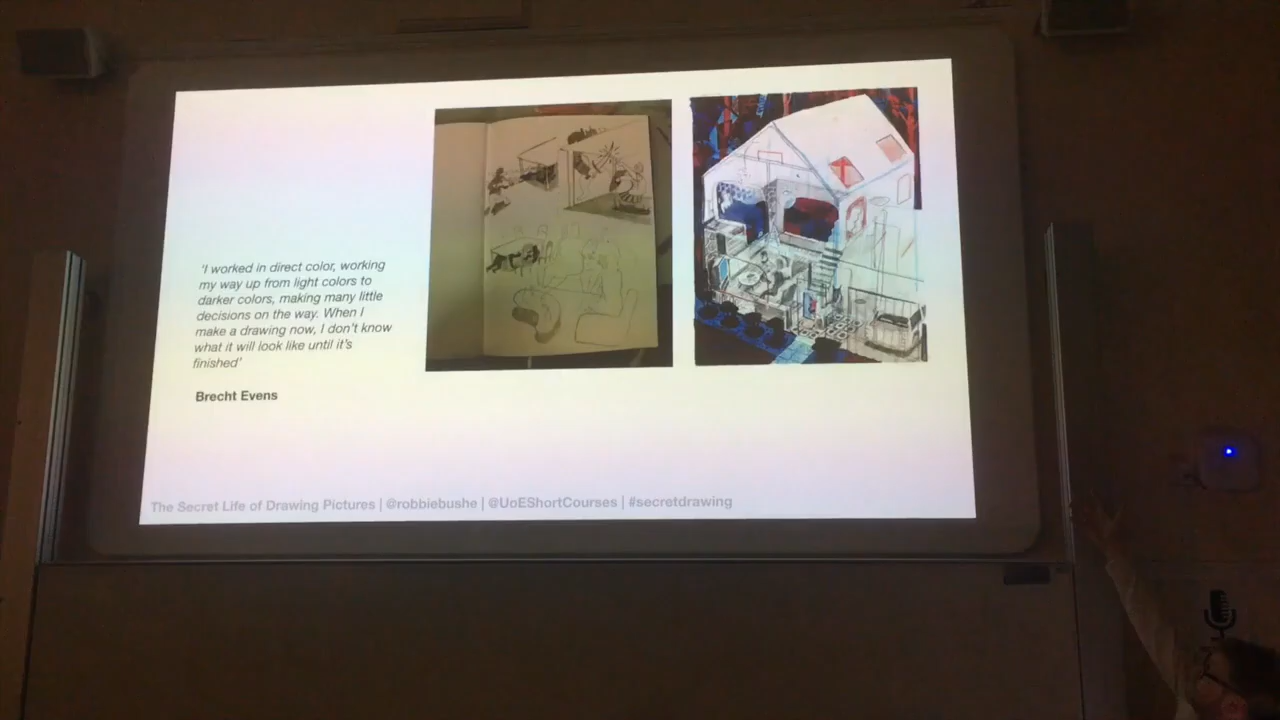 ‘I worked in direct color, working
my way up from light colors to
darker colors, making many little
decisions on the way. When I
make a drawing now, I don’t know
what it will look like until it’s
finished’
Brecht Evens
The Secret Life of Drawing Pictures | @robbiebushe | @UoEShortCourses | #secretdrawing